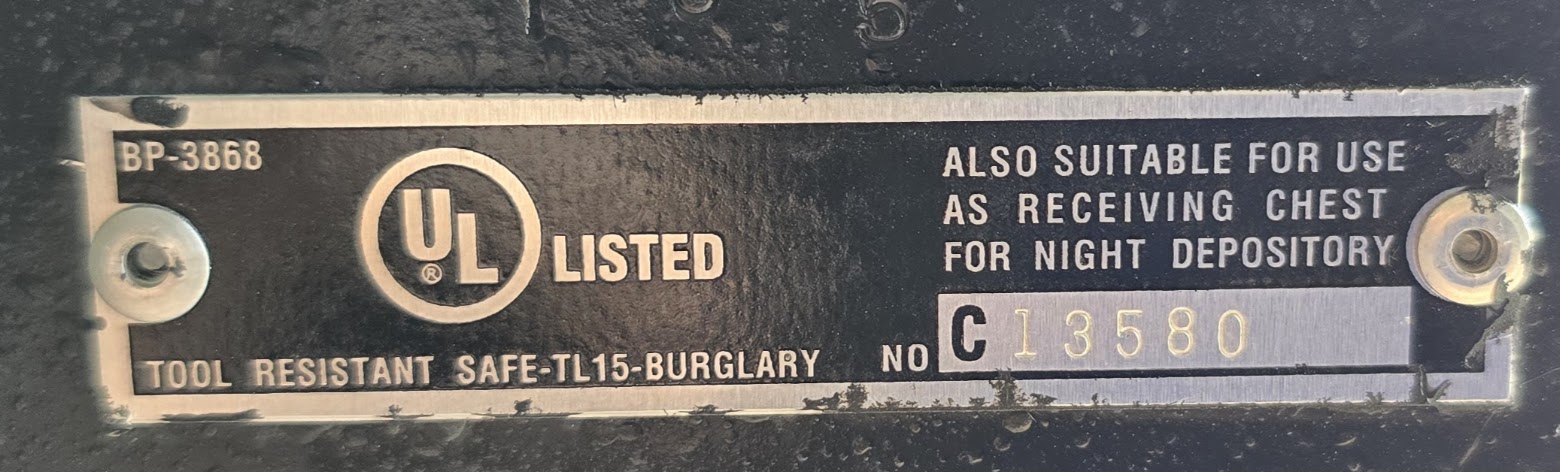 BP-3868
UL®
LISTED
TOOL RESISTANT SAFE-TL15-BURGLARY
ALSO SUITABLE FOR USE
AS RECEIVING CHEST
FOR NIGHT DEPOSITORY
NO C 13580